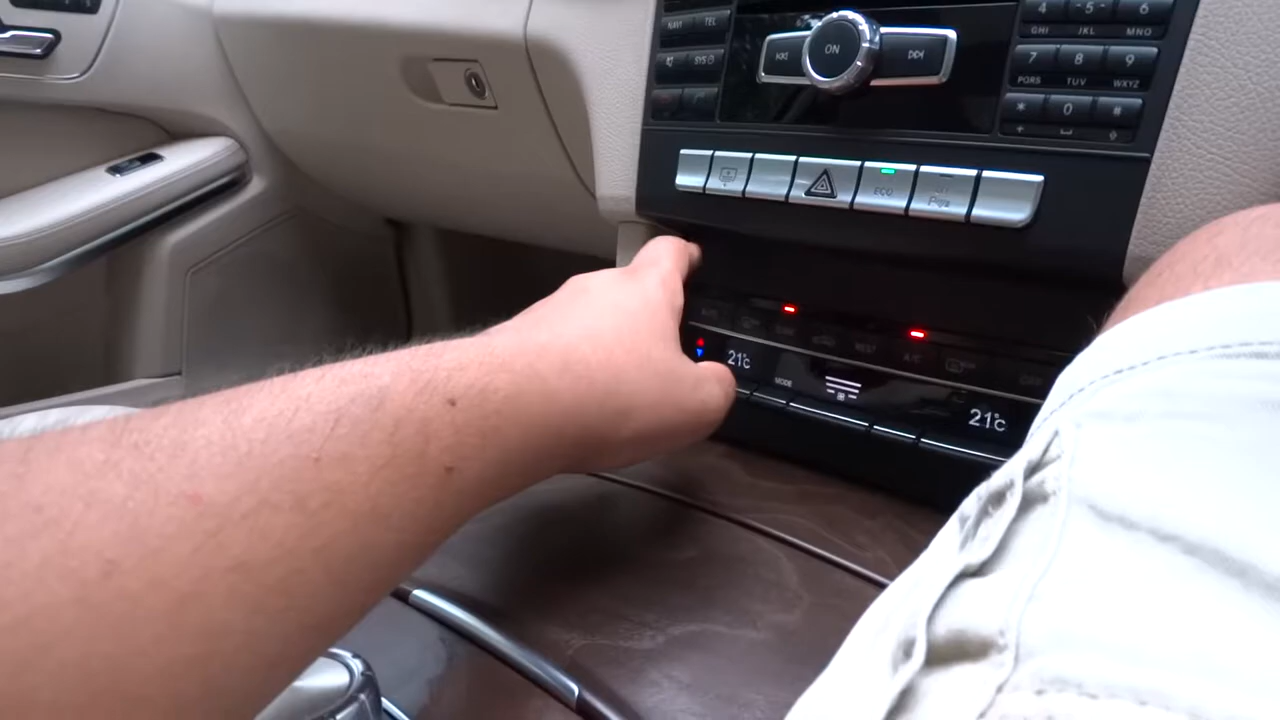 NAVI TEL
SYS
ON
4 5 6
GHI JKL MNO
7 8 9
PQRS TUV WXYZ
* 0 #
+
ECO
REST
A/C
21°C
MODE
21°C